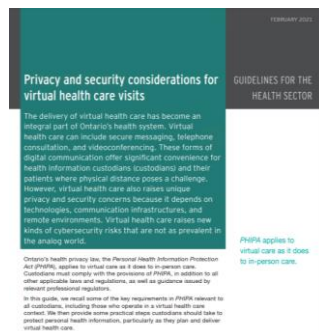 FEBRUARY 2021
Privacy and security considerations for
virtual health care visits
GUIDELINES FOR THE
HEALTH SECTOR
The delivery of virtual health care has become an
integral part of Ontario's health system. Virtual
health care can include secure messaging, telephone
consultation, and videoconferencing. These forms of
digital communication offer significant convenience for
health information custodians (custodians) and their
patients where physical distance poses a challenge.
However, virtual health care also raises unique
privacy and security concerns because it depends on
technologies, communication infrastructures, and
remote environments. Virtual health care raises new
kinds of cybersecurity risks that are not as prevalent in
the analog world.
PHIPA applies to
virtual care as it does
to in-person care.
Ontario's health privacy law, the Personal Health Information Protection
Act (PHIPA), applies to virtual care as it does to in-person care.
Custodians must comply with the provisions of PHIPA, in addition to all
other applicable laws and regulations, as well as guidance issued by
relevant professional regulators.
In this guide, we recall some of the key requirements in PHIPA relevant to
all custodians, including those who operate in a virtual health care
context. We then provide some practical steps custodians should take to
protect personal health information, particularly as they plan and deliver
virtual health care.